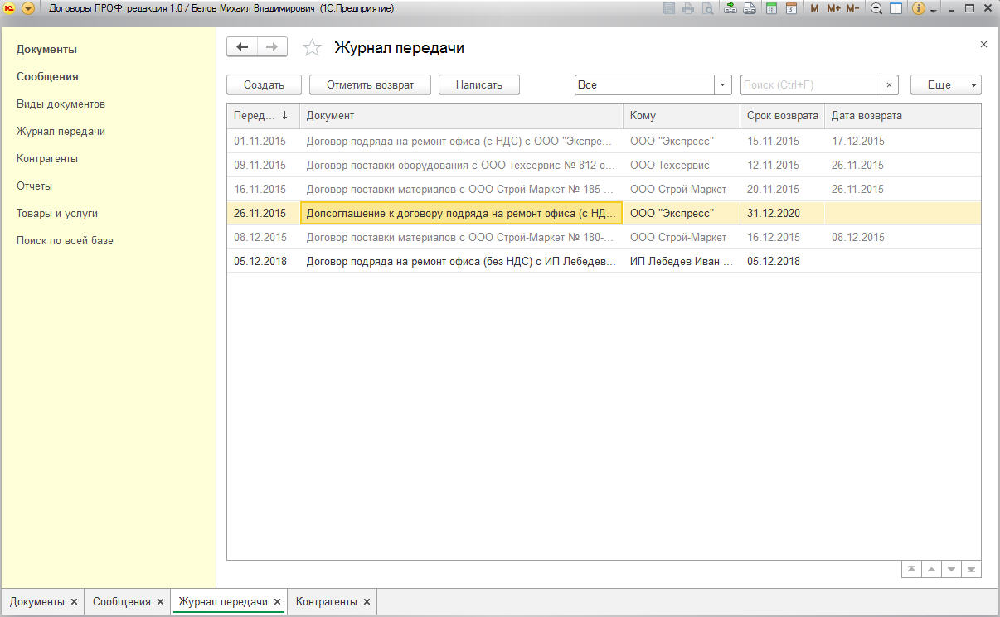 Договоры ПРОФ, редакция 1.0 / Белов Михаил Владимирович (1С:Предприятие)
31 M M+ M-
Документы
Сообщения
Виды документов
Журнал передачи
Контрагенты
Отчеты
Товары и услуги
Поиск по всей базе
Журнал передачи
Создать Отметить возврат Написать Все Поиск (Ctrl+F) Еще
Перед... ↓ Документ Кому Срок возврата Дата возврата
01.11.2015 Договор подряда на ремонт офиса (с НДС) с ООО "Экспре... ООО "Экспресс" 15.11.2015 17.12.2015
09.11.2015 Договор поставки оборудования с ООО Техсервис № 812 о... ООО Техсервис 12.11.2015 26.11.2015
16.11.2015 Договор поставки материалов с ООО Строй-Маркет № 185-... ООО Строй-Маркет 20.11.2015 26.11.2015
26.11.2015 Допсоглашение к договору подряда на ремонт офиса (с НД... ООО "Экспресс" 31.12.2020
08.12.2015 Договор поставки материалов с ООО Строй-Маркет № 180-... ООО Строй-Маркет 16.12.2015 08.12.2015
05.12.2018 Договор подряда на ремонт офиса (без НДС) с ИП Лебедев... ИП Лебедев Иван ... 05.12.2018
Документы × Сообщения × Журнал передачи × Контрагенты ×